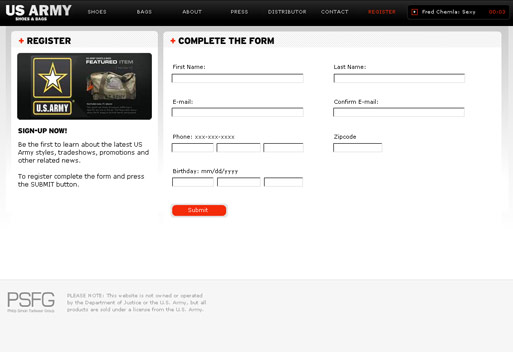 US ARMY
SHOES & BAGS
SHOES BAGS ABOUT PRESS DISTRIBUTOR CONTACT REGISTER
Fred Chemla: Sexy 00:03
+ REGISTER
FEATURED ITEM
U.S.ARMY
SIGN-UP NOW!
Be the first to learn about the latest US
Army styles, tradeshows, promotions and
other related news.
To register complete the form and press
the SUBMIT button.
+ COMPLETE THE FORM
First Name: Last Name:
E-mail: Confirm E-mail:
Phone: xxx-xxx-xxxx Zipcode
Birthday: mm/dd/yyyy
Submit
PSFG
PLEASE NOTE: This website is not owned or operated
by the Department of Justice or the U.S. Army, but all
products are sold under a license from the U.S. Army.